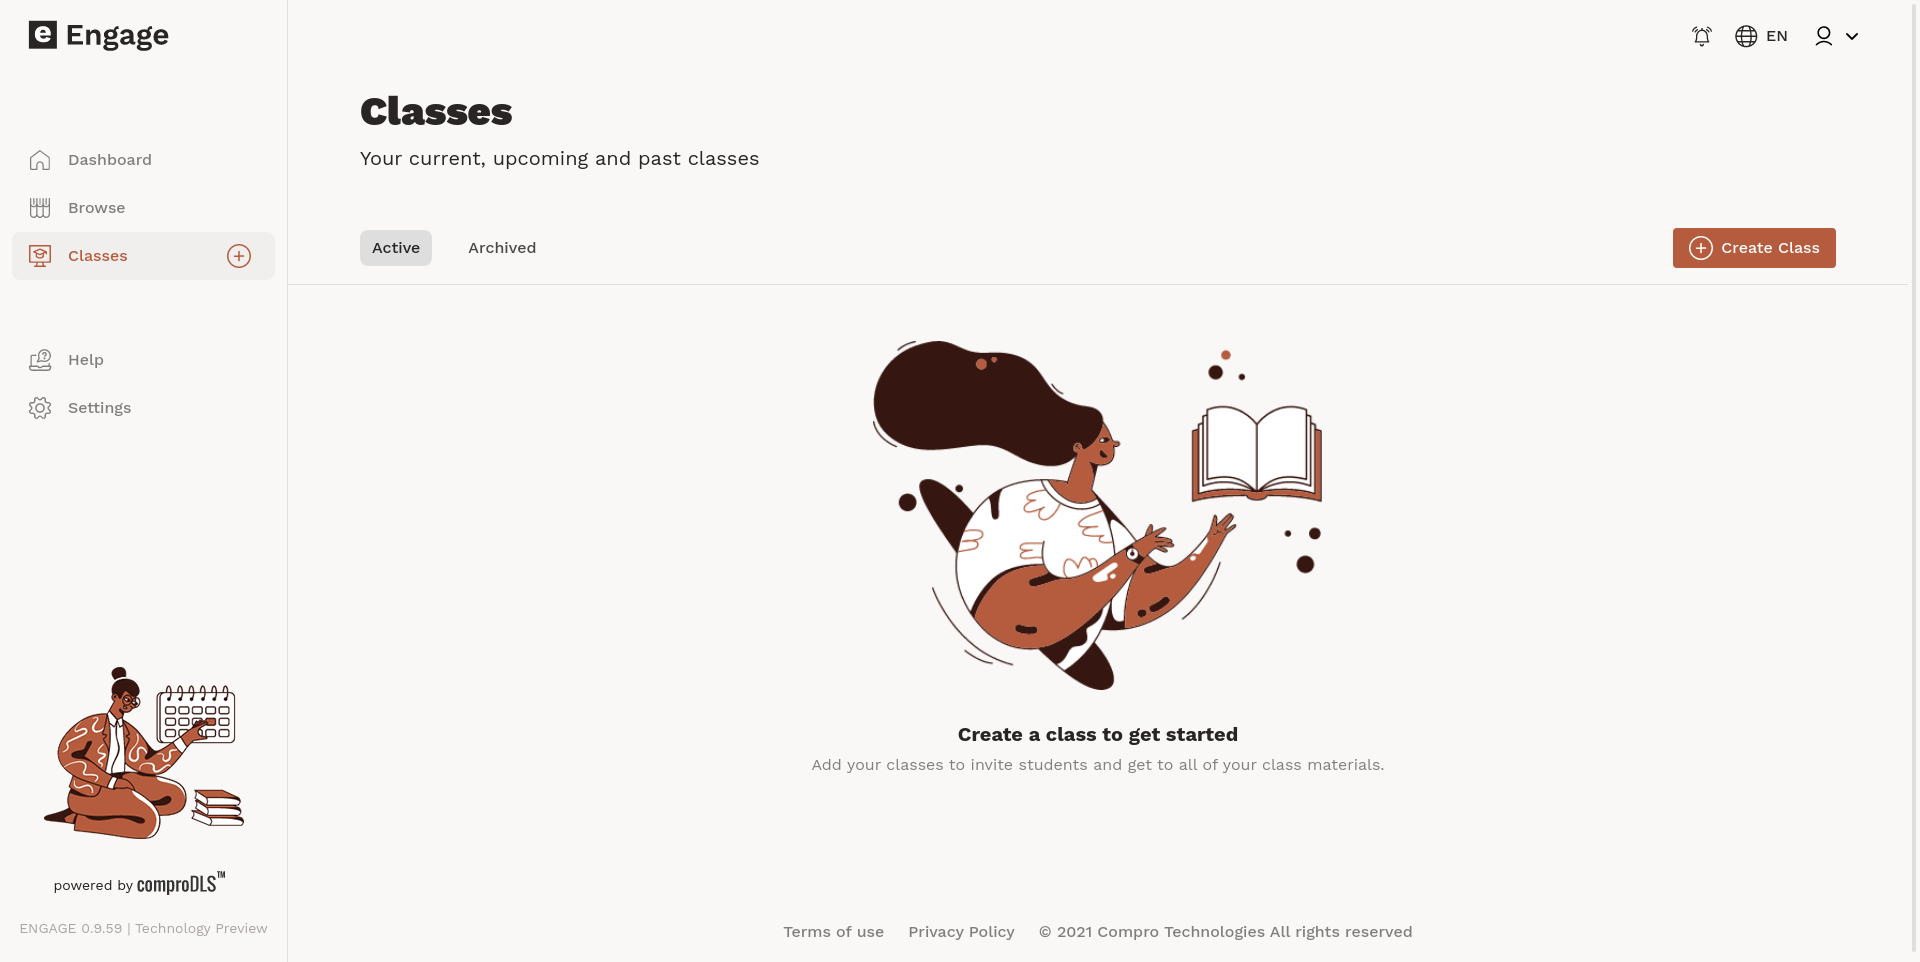 e Engage
EN
Dashboard
Browse
Classes
Help
Settings
powered by comproDLS™
ENGAGE 0.9.59 | Technology Preview
Classes
Your current, upcoming and past classes
Active
Archived
Create Class
Create a class to get started
Add your classes to invite students and get to all of your class materials.
Terms of use
Privacy Policy
© 2021 Compro Technologies All rights reserved